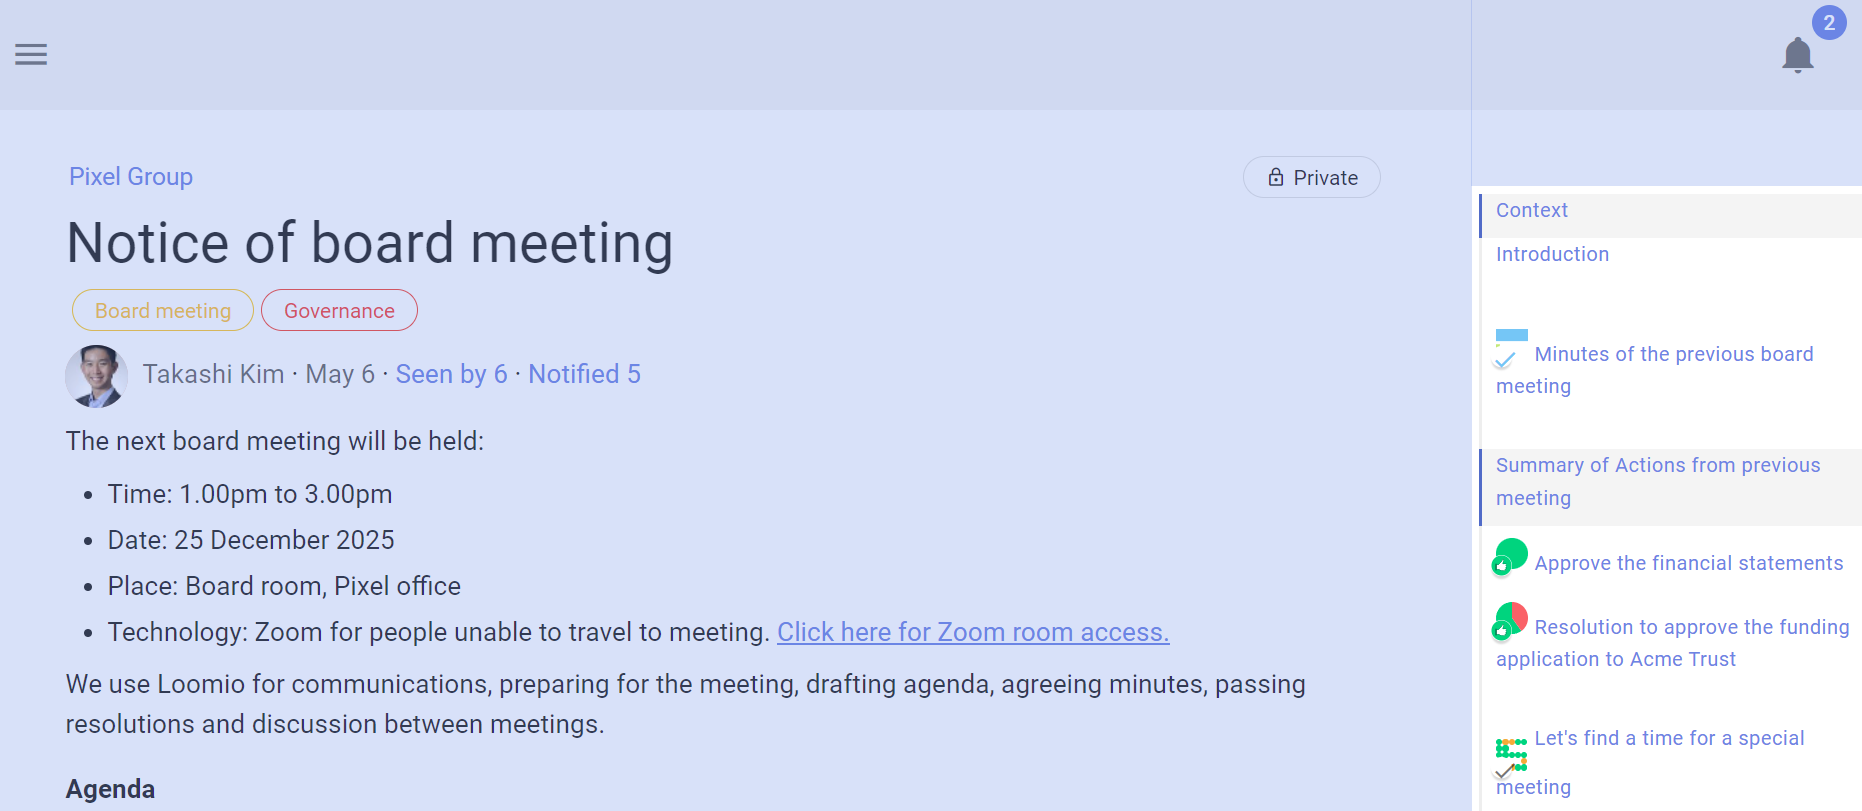 2
Pixel Group
Private
Notice of board meeting
Board meeting
Governance
Takashi Kim · May 6 · Seen by 6 · Notified 5
The next board meeting will be held:
• Time: 1.00pm to 3.00pm
• Date: 25 December 2025
• Place: Board room, Pixel office
• Technology: Zoom for people unable to travel to meeting. Click here for Zoom room access.
We use Loomio for communications, preparing for the meeting, drafting agenda, agreeing minutes, passing
resolutions and discussion between meetings.
Agenda
Context
Introduction
Minutes of the previous board
meeting
Summary of Actions from previous
meeting
Approve the financial statements
Resolution to approve the funding
application to Acme Trust
Let's find a time for a special
meeting